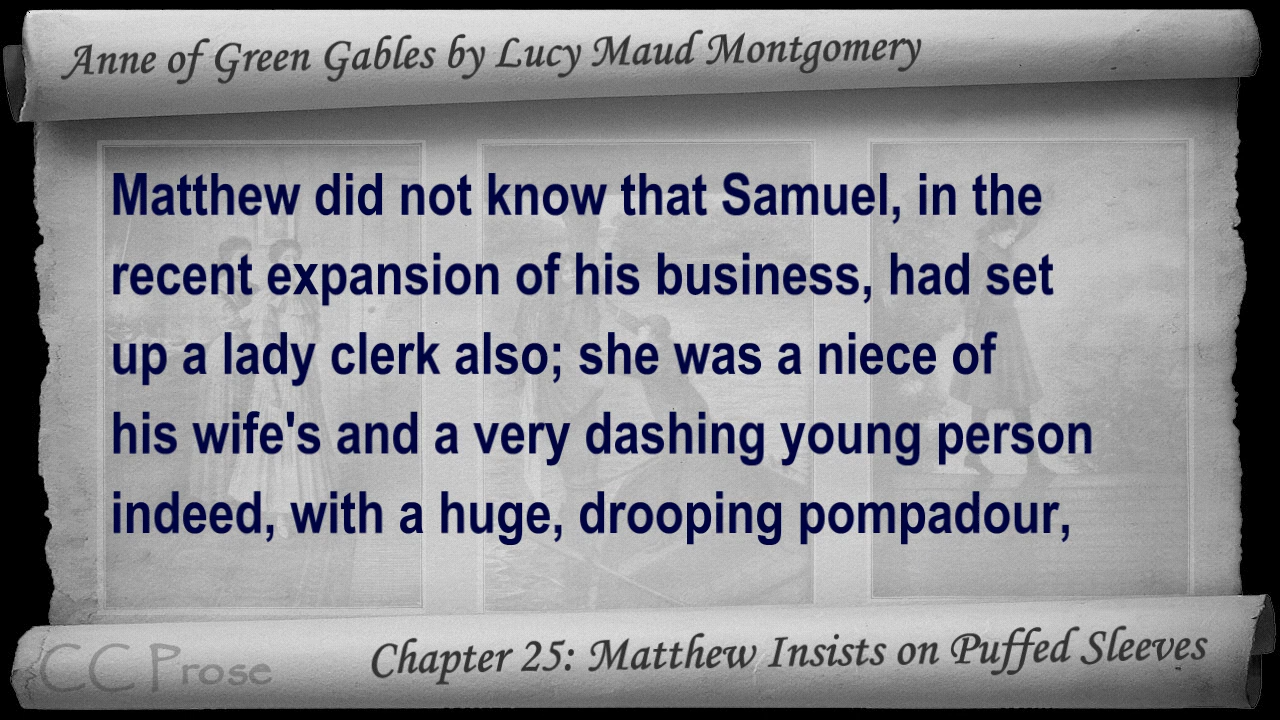 Anne of Green Gables by Lucy Maud Montgomery
Matthew did not know that Samuel, in the
recent expansion of his business, had set
up a lady clerk also; she was a niece of
his wife's and a very dashing young person
indeed, with a huge, drooping pompadour,
CC Prose
Chapter 25: Matthew Insists on Puffed Sleeves